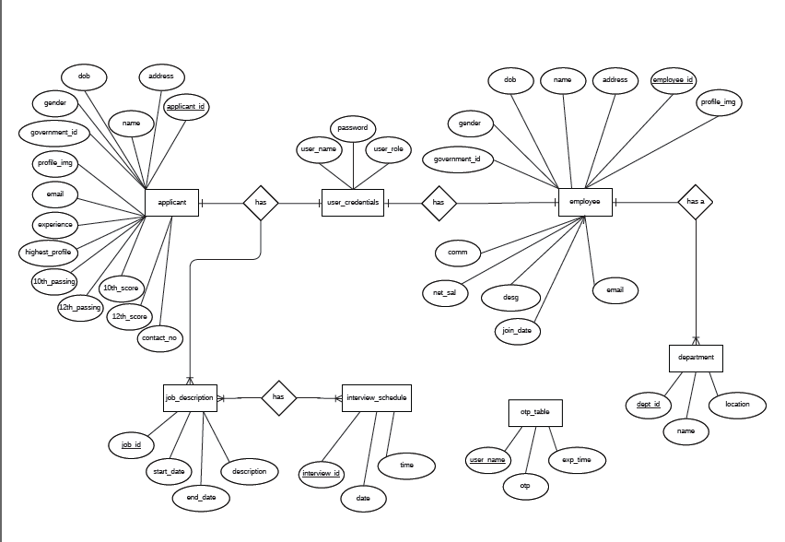 dob
address
gender
applicant_id
name
government_id
profile_img
email
experience
highest_profile
10th_passing
12th_passing
10th_score
12th_score
contact_no
applicant
has
password
user_name
user_role
user_credentials
has
dob
name
address
employee_id
profile_img
gender
government_id
employee
comm
net_sal
desg
join_date
email
has a
department
dept_id
name
location
job_description
job_id
start_date
end_date
description
has
interview_schedule
interview_id
date
time
otp_table
user_name
otp
exp_time